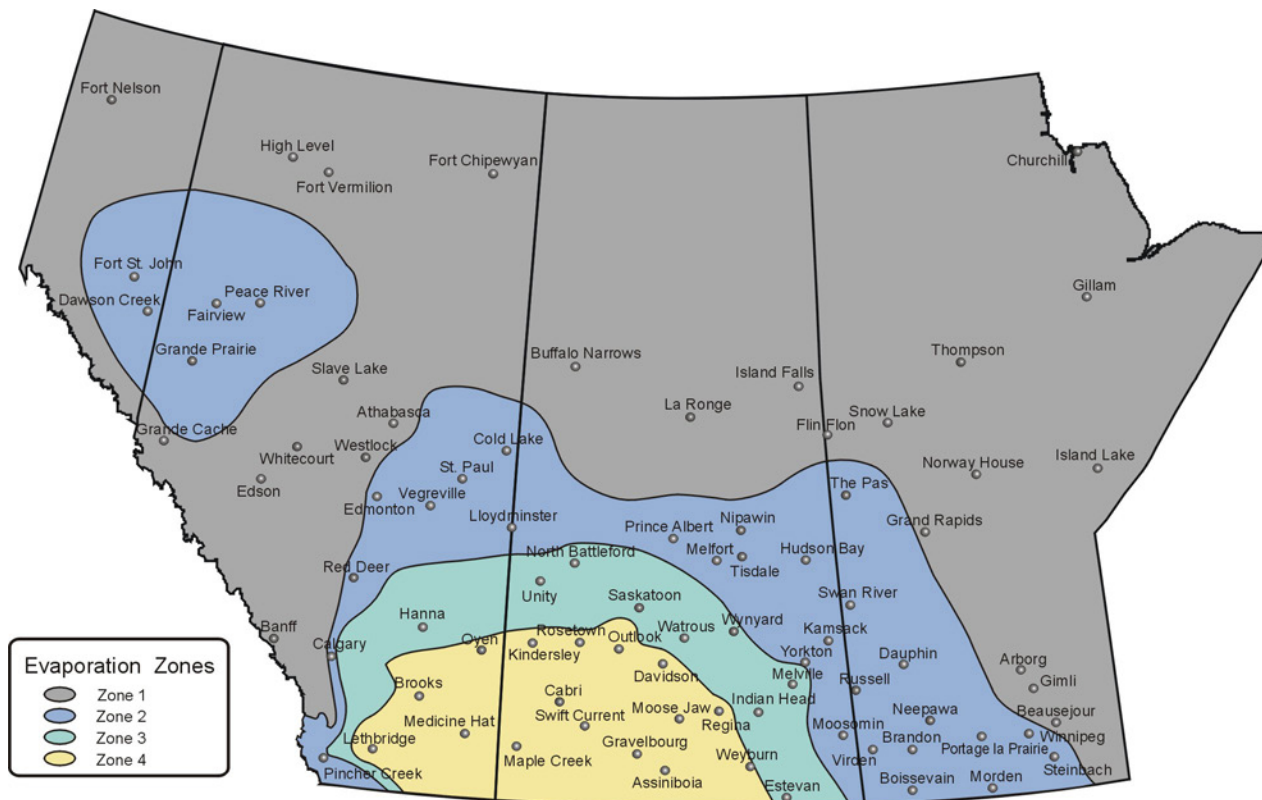 Fort Nelson
High Level
Fort Vermilion
Fort Chipewyan
Churchill
Fort St. John
Dawson Creek
Fairview
Peace River
Grande Prairie
Gillam
Slave Lake
Buffalo Narrows
Island Falls
Thompson
Athabasca
La Ronge
Snow Lake
Flin Flon
Grande Cache
Whitecourt
Westlock
Cold Lake
Edson
St. Paul
Norway House
Island Lake
Edmonton
Vegreville
The Pas
Lloydminster
Prince Albert
Nipawin
Grand Rapids
North Battleford
Melfort
Tisdale
Hudson Bay
Red Deer
Unity
Saskatoon
Swan River
Hanna
Watrous
Wynyard
Kamsack
Banff
Calgary
Oyen
Rosetown
Kindersley
Outlook
Davidson
Yorkton
Melville
Dauphin
Russell
Arborg
Gimli
Brooks
Cabri
Swift Current
Moose Jaw
Regina
Indian Head
Neepawa
Beausejour
Medicine Hat
Moosomin
Winnipeg
Lethbridge
Maple Creek
Gravelbourg
Weyburn
Virden
Brandon
Portage la Prairie
Steinbach
Pincher Creek
Assiniboia
Estevan
Boissevain
Morden
Evaporation Zones
Zone 1
Zone 2
Zone 3
Zone 4